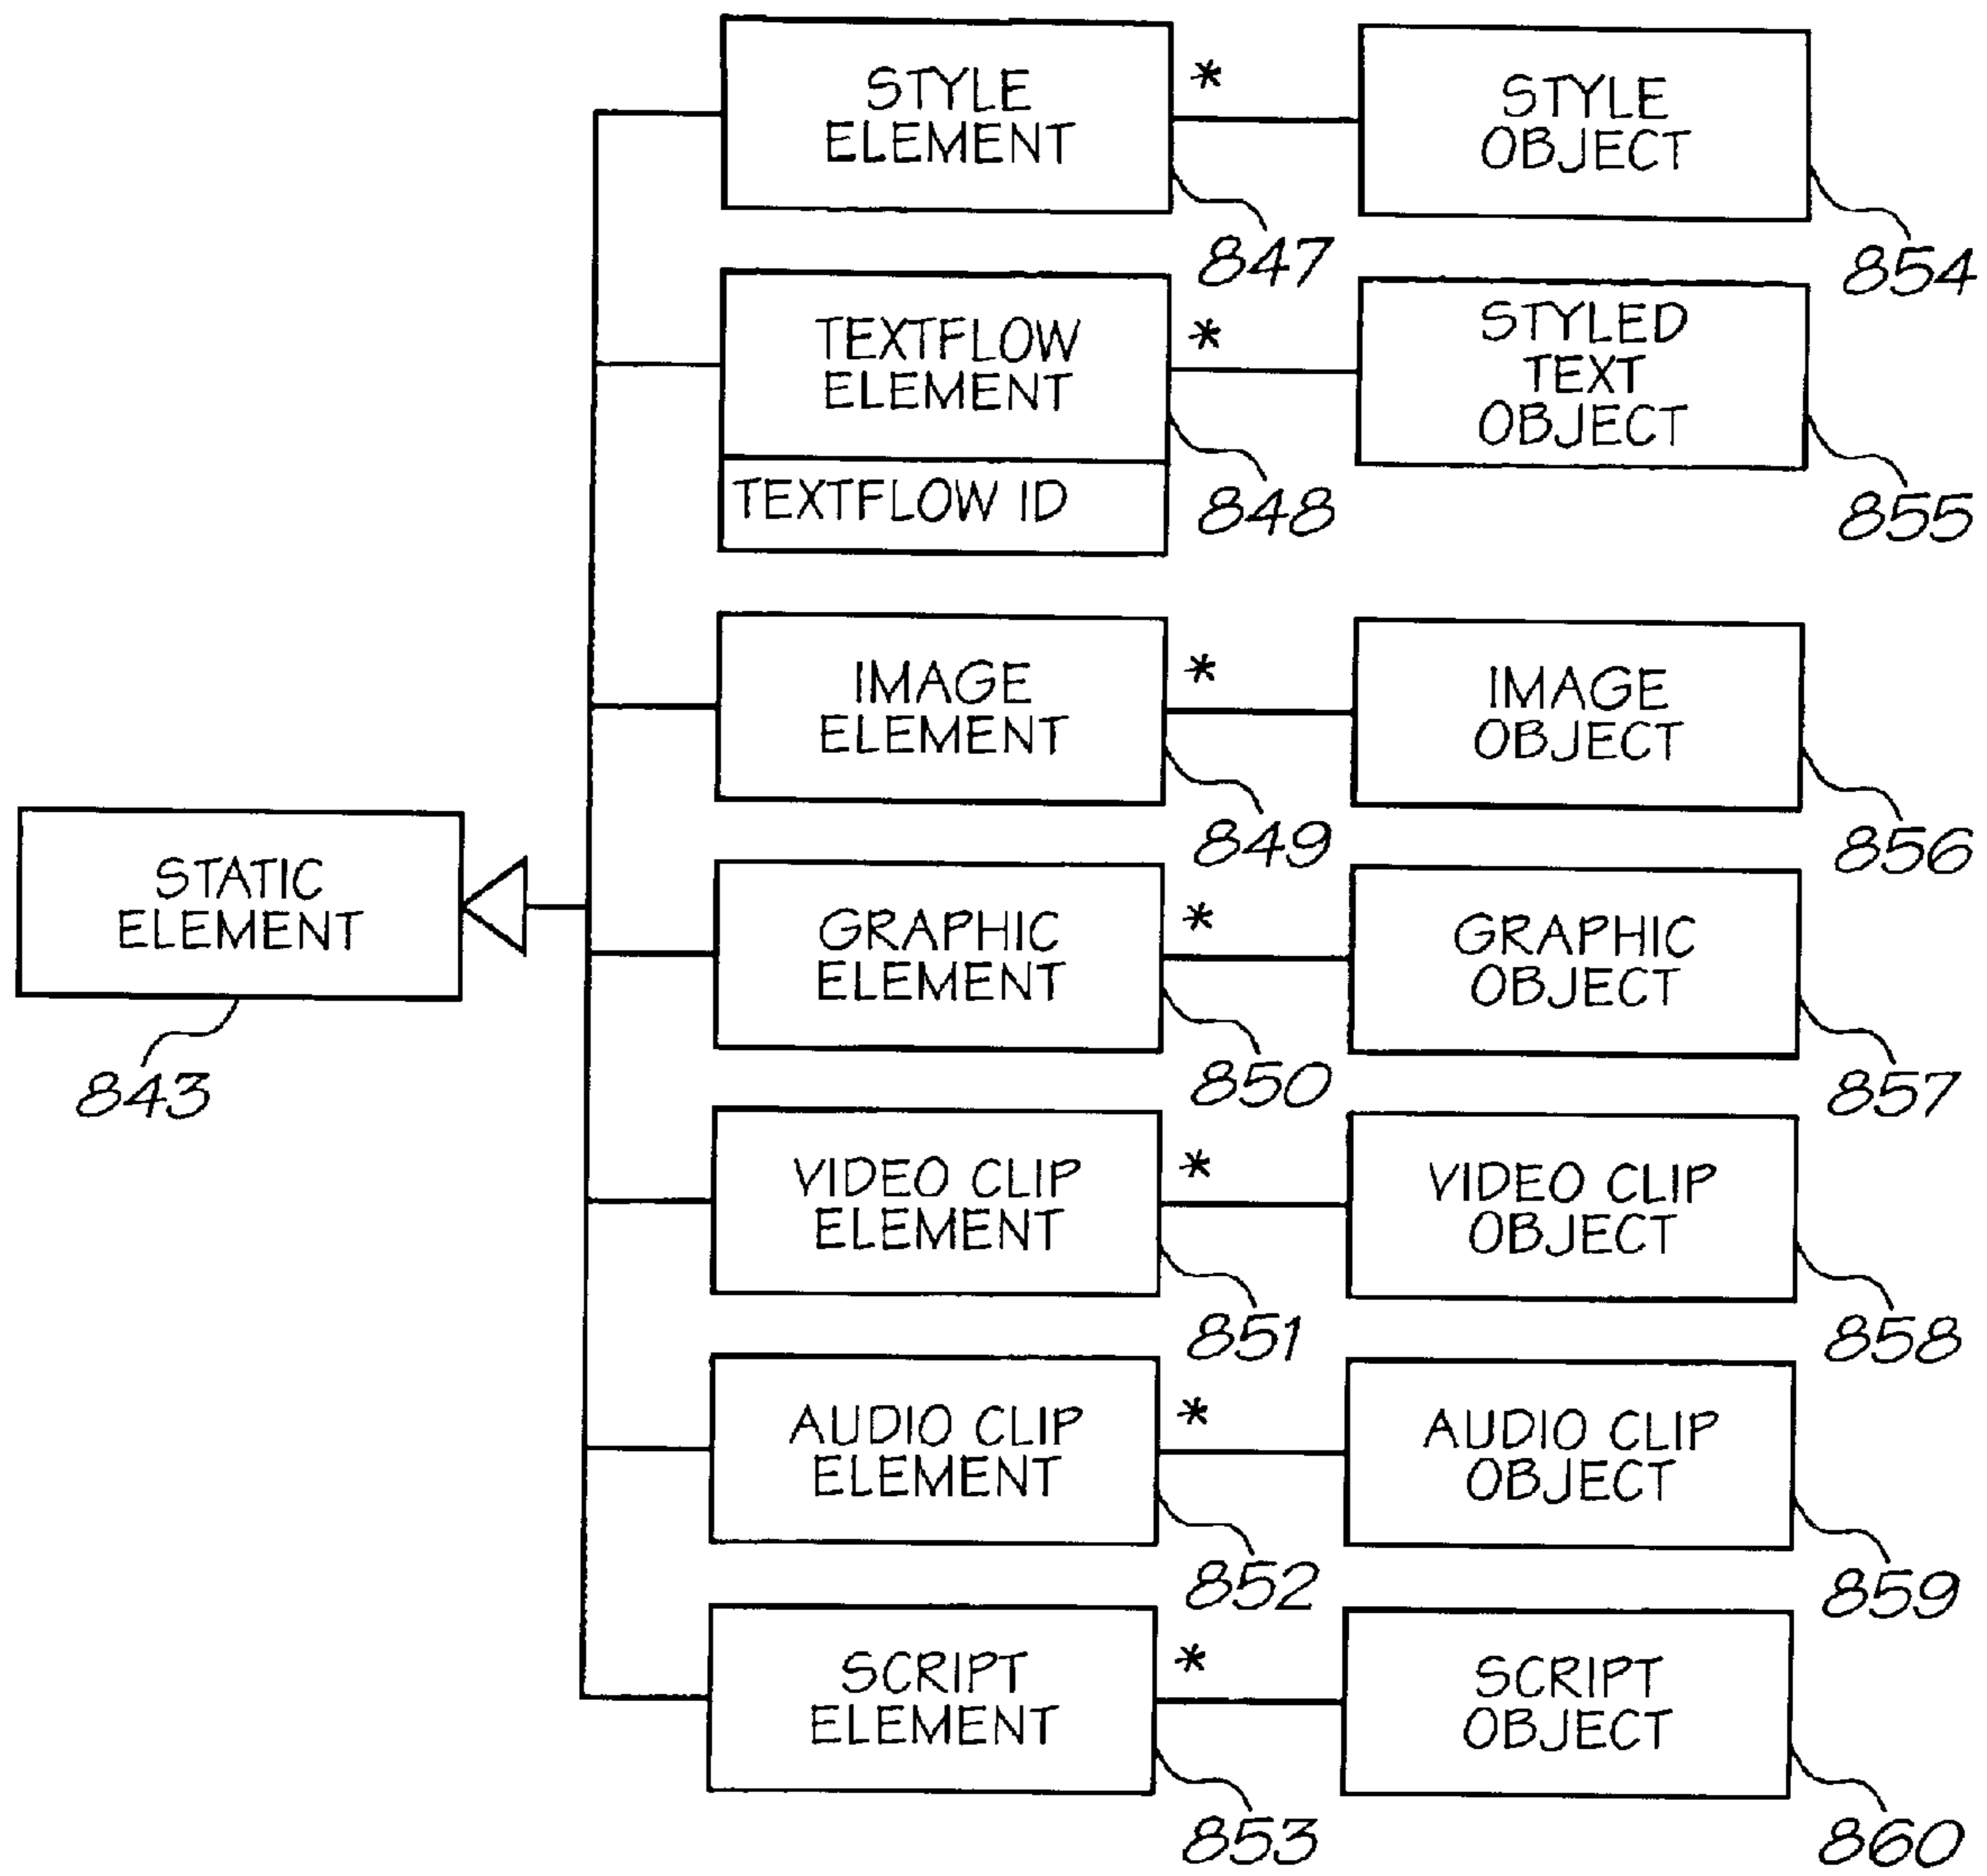 STYLE
ELEMENT
*
STYLE
OBJECT
847
854
TEXTFLOW
ELEMENT
TEXTFLOW ID
*
STYLED
TEXT
OBJECT
848
855
IMAGE
ELEMENT
*
IMAGE
OBJECT
849
856
STATIC
ELEMENT
843
GRAPHIC
ELEMENT
*
GRAPHIC
OBJECT
850
857
VIDEO CLIP
ELEMENT
*
VIDEO CLIP
OBJECT
851
858
AUDIO CLIP
ELEMENT
*
AUDIO CLIP
OBJECT
852
859
SCRIPT
ELEMENT
*
SCRIPT
OBJECT
853
860